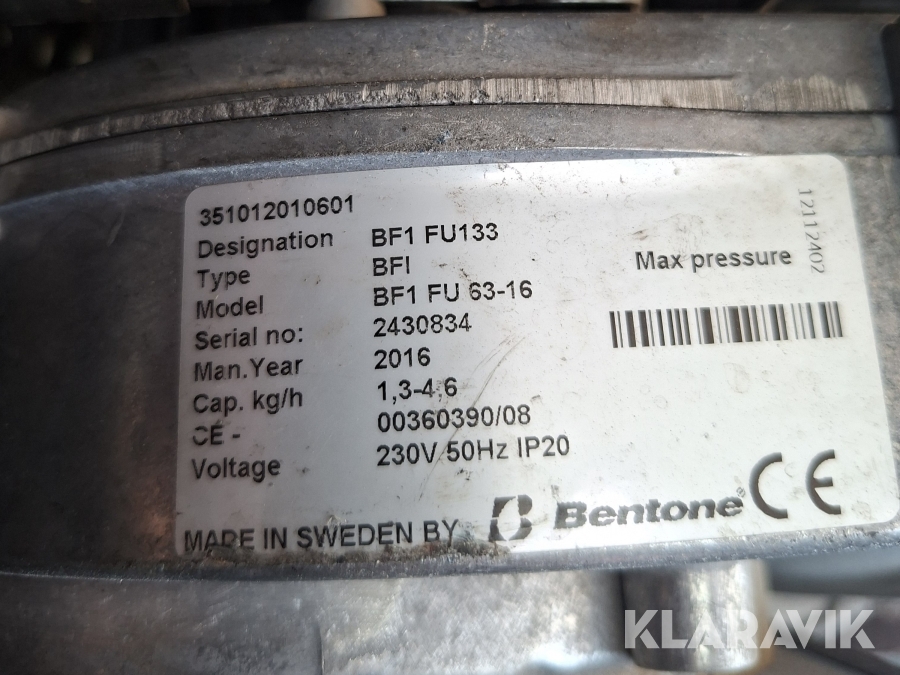 351012010601
Designation BF1 FU133
Type BFI
Model BF1 FU 63-16
Serial no: 2430834
Man.Year 2016
Cap. kg/h 1,3-4,6
CE - 00360390/08
Voltage 230V 50Hz IP20
Max pressure
12112402
MADE IN SWEDEN BY Bentone® CE
KLARAVIK